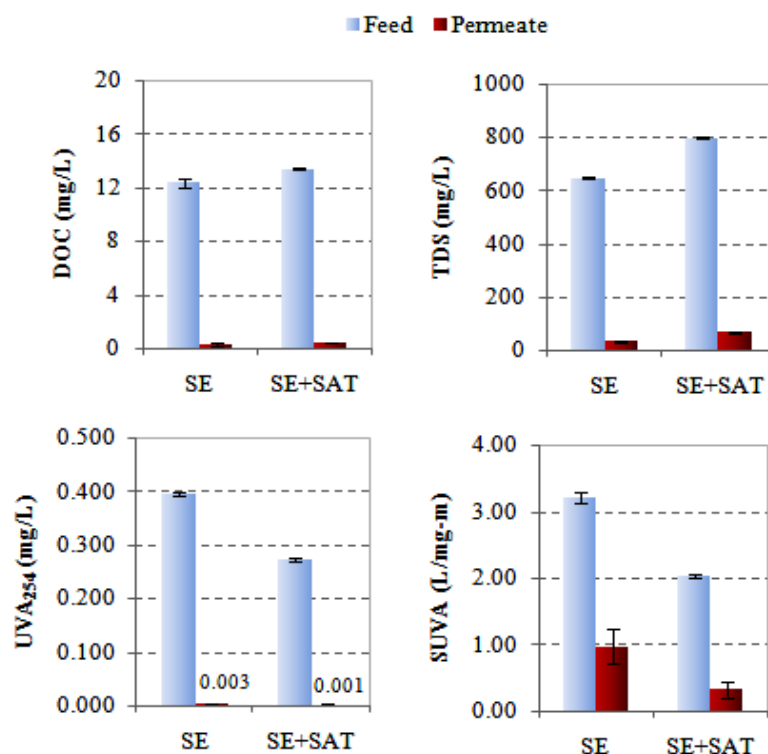 Feed Permeate
DOC (mg/L)
20
16
12
8
4
0
SE SE+SAT
TDS (mg/L)
1000
800
600
400
200
0
SE SE+SAT
UVA254 (mg/L)
0.500
0.400
0.300
0.200
0.100
0.000
0.003 0.001
SE SE+SAT
SUVA (L/mg-m)
4.00
3.00
2.00
1.00
0.00
SE SE+SAT